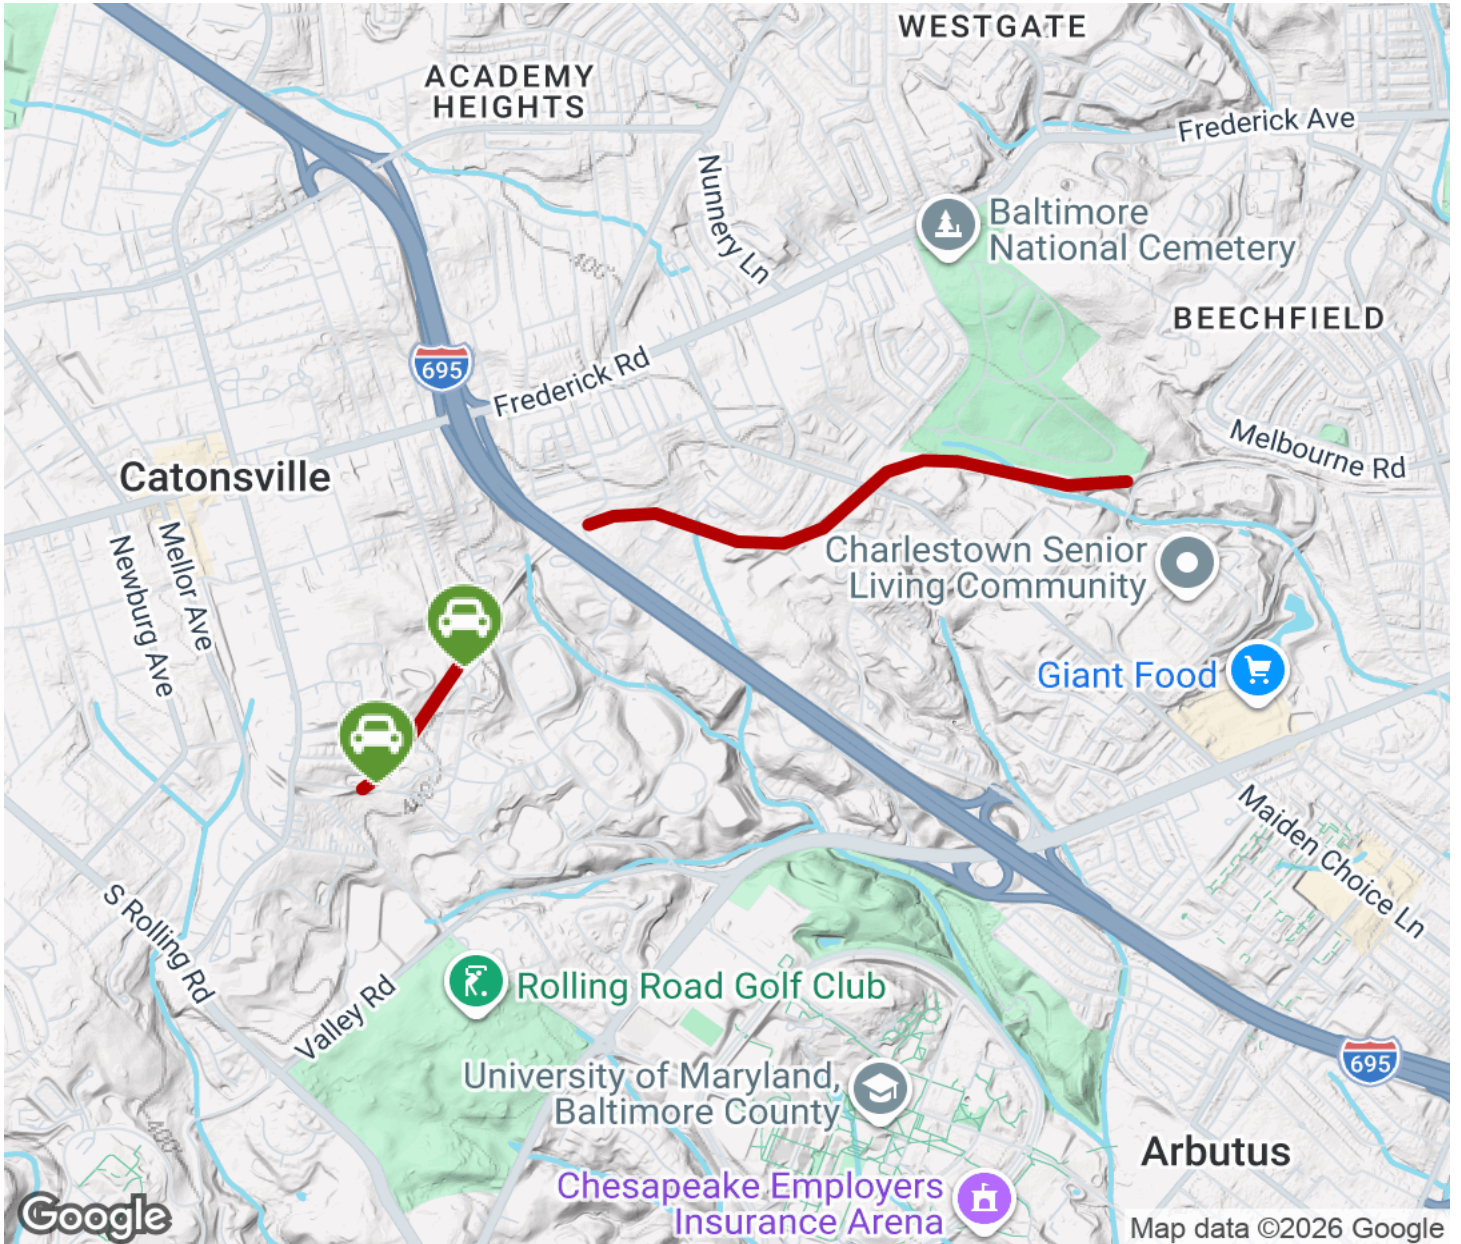 WESTGATE
ACADEMY
HEIGHTS
Frederick Ave
Nunnery Ln
Baltimore
National Cemetery
400'
BEECHFIELD
695
Frederick Rd
Melbourne Rd
Catonsville
Mellor Ave
Newburg Ave
Charlestown Senior
Living Community
Giant Food
Maiden Choice Ln
S Rolling Rd
Valley Rd
Rolling Road Golf Club
University of Maryland,
Baltimore County
695
Arbutus
Chesapeake Employers
Insurance Arena
Google
Map data ©2026 Google